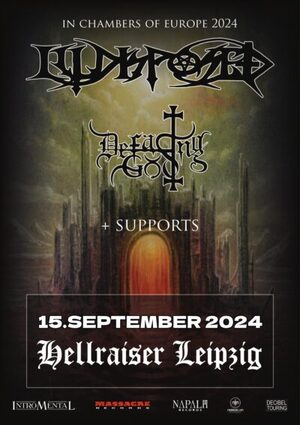 IN CHAMBERS OF EUROPE 2024
ILLDISPOSED
Defacing
God
+ SUPPORTS
15.SEPTEMBER 2024
Hellraiser Leipzig
INTROMENTAL
MASSACRE
RECORDS
NAPALM
RECORDS
DECIBEL
TOURING